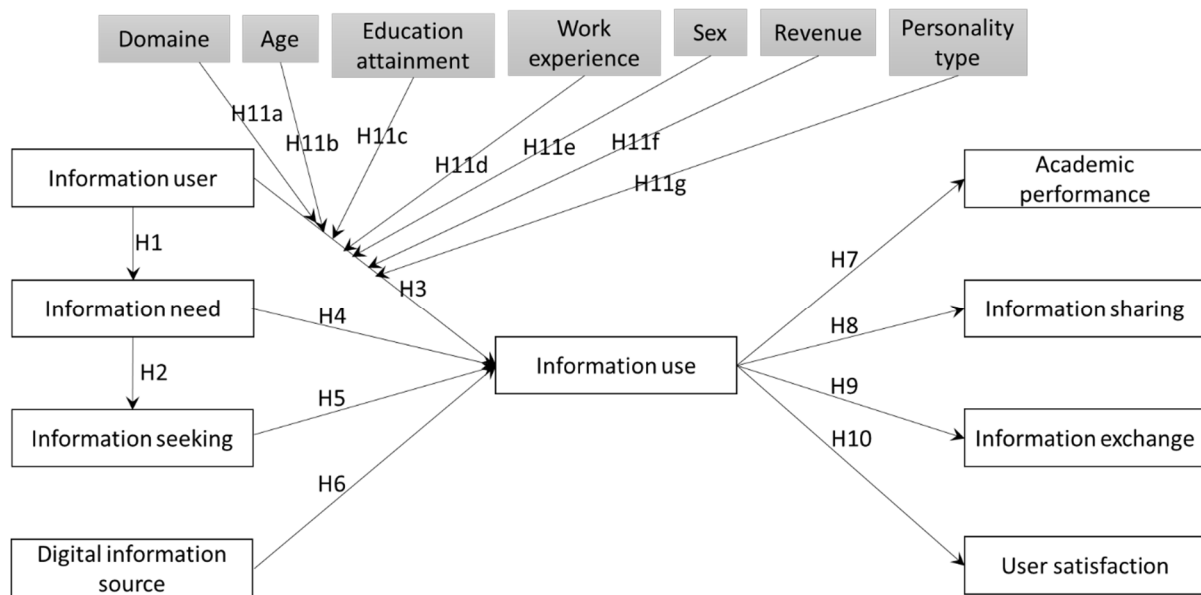 Domaine
Age
Education
attainment
Work
experience
Sex
Revenue
Personality
type
H11a
H11b
H11c
H11d
H11e
H11f
H11g
Information user
H1
Information need
H2
Information seeking
Digital information
source
H3
H4
H5
H6
Information use
H7
H8
H9
H10
Academic
performance
Information sharing
Information exchange
User satisfaction